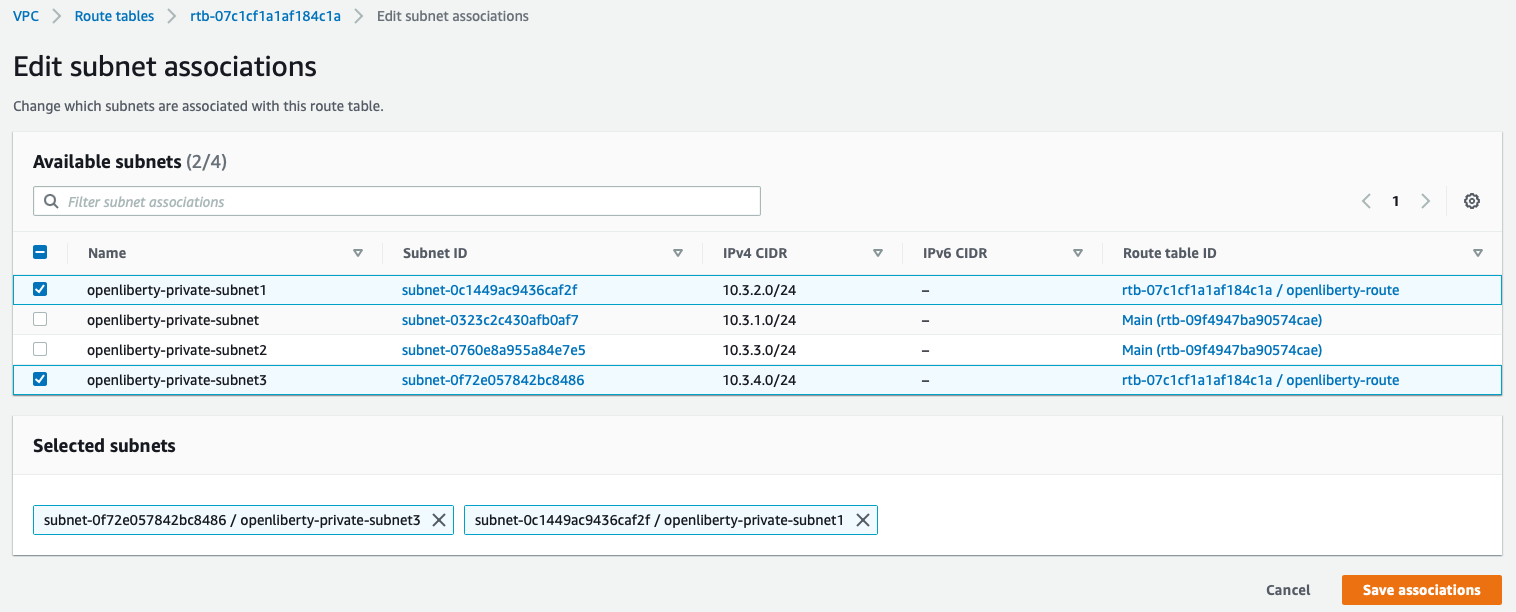 VPC > Route tables > rtb-07c1cf1a1af184c1a > Edit subnet associations
Edit subnet associations
Change which subnets are associated with this route table.
Available subnets (2/4)
Filter subnet associations
1
Name Subnet ID IPv4 CIDR IPv6 CIDR Route table ID
openliberty-private-subnet1 subnet-0c1449ac9436caf2f 10.3.2.0/24 – rtb-07c1cf1a1af184c1a / openliberty-route
openliberty-private-subnet subnet-0323c2c430afb0af7 10.3.1.0/24 – Main (rtb-09f4947ba90574cae)
openliberty-private-subnet2 subnet-0760e8a955a84e7e5 10.3.3.0/24 – Main (rtb-09f4947ba90574cae)
openliberty-private-subnet3 subnet-0f72e057842bc8486 10.3.4.0/24 – rtb-07c1cf1a1af184c1a / openliberty-route
Selected subnets
subnet-0f72e057842bc8486 / openliberty-private-subnet3 subnet-0c1449ac9436caf2f / openliberty-private-subnet1
Cancel Save associations